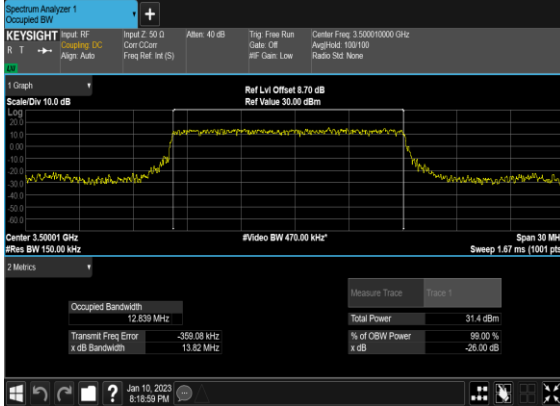 Spectrum Analyzer 1
Occupied BW
+
KEYSIGHT Input: RF Input Z: 50 Ω Atten: 40 dB Trig: Free Run Center Freq: 3.500010000 GHz
R T Coupling: DC Corr CCorr Gate: Off Avg|Hold: 100/100
Align: Auto Freq Ref: Int (S) #IF Gain: Low Radio Std: None
1 Graph
Ref Lvl Offset 8.70 dB
Scale/Div 10.0 dB Ref Value 30.00 dBm
Log
20.0
10.0
0.00
-10.0
-20.0
-30.0
-40.0
-50.0
-60.0
Center 3.50001 GHz #Video BW 470.00 kHz* Span 30 MH
#Res BW 150.00 kHz Sweep 1.67 ms (1001 pts
2 Metrics
Measure Trace Trace 1
Occupied Bandwidth
12.839 MHz Total Power 31.4 dBm
Transmit Freq Error -359.08 kHz % of OBW Power 99.00 %
x dB Bandwidth 13.82 MHz x dB -26.00 dB
? Jan 10, 2023
8:18:59 PM